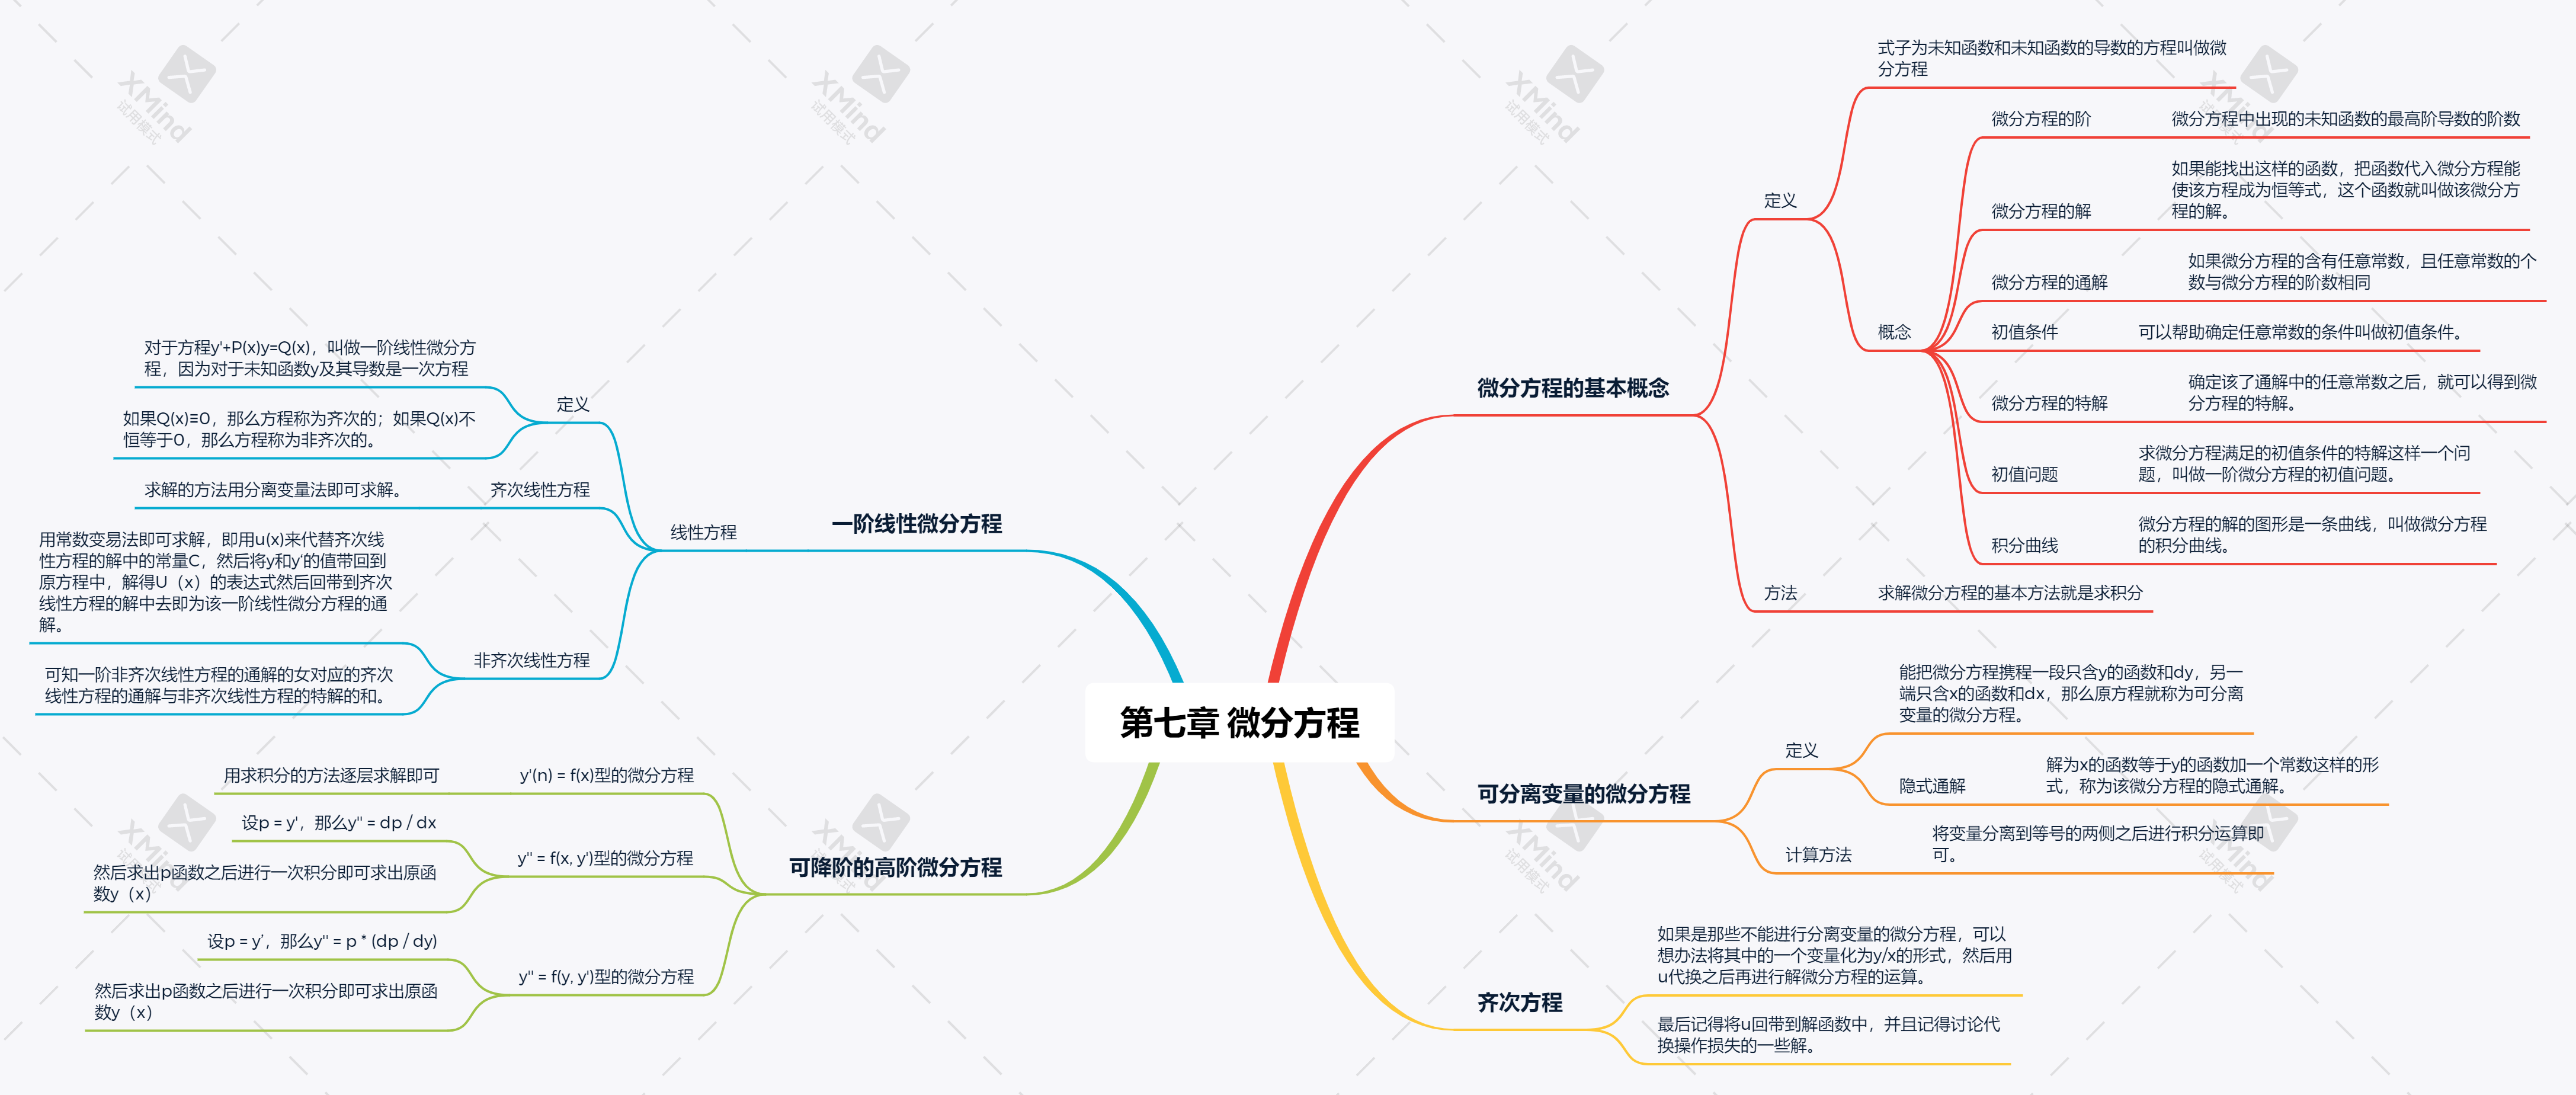 第七章 微分方程
微分方程的基本概念
定义
式子为未知函数和未知函数的导数的方程叫做微
分方程
概念
微分方程的阶
微分方程中出现的未知函数的最高阶导数的阶数
微分方程的解
如果能找出这样的函数，把函数代入微分方程能
使该方程成为恒等式，这个函数就叫做该微分方
程的解。
微分方程的通解
如果微分方程的含有任意常数，且任意常数的个
数与微分方程的阶数相同
初值条件
可以帮助确定任意常数的条件叫做初值条件。
微分方程的特解
确定该了通解中的任意常数之后，就可以得到微
分方程的特解。
初值问题
求微分方程满足的初值条件的特解这样一个问
题，叫做一阶微分方程的初值问题。
积分曲线
微分方程的解的图形是一条曲线，叫做微分方程
的积分曲线。
方法
求解微分方程的基本方法就是求积分
可分离变量的微分方程
定义
能把微分方程携程一段只含y的函数和dy，另一
端只含x的函数和dx，那么原方程就称为可分离
变量的微分方程。
隐式通解
解为x的函数等于y的函数加一个常数这样的形
式，称为该微分方程的隐式通解。
计算方法
将变量分离到等号的两侧之后进行积分运算即
可。
齐次方程
如果是那些不能进行分离变量的微分方程，可以
想办法将其中的一个变量化为y/x的形式，然后用
u代换之后再进行解微分方程的运算。
最后记得将u回带到解函数中，并且记得讨论代
换操作损失的一些解。
一阶线性微分方程
线性方程
定义
对于方程y'+P(x)y=Q(x)，叫做一阶线性微分方
程，因为对于未知函数y及其导数是一次方程
如果Q(x)≡0，那么方程称为齐次的；如果Q(x)不
恒等于0，那么方程称为非齐次的。
齐次线性方程
求解的方法用分离变量法即可求解。
非齐次线性方程
用常数变易法即可求解，即用u(x)来代替齐次线
性方程的解中的常量C，然后将y和y'的值带回到
原方程中，解得U（x）的表达式然后回带到齐次
线性方程的解中去即为该一阶线性微分方程的通
解。
可知一阶非齐次线性方程的通解的女对应的齐次
线性方程的通解与非齐次线性方程的特解的和。
可降阶的高阶微分方程
y'(n) = f(x)型的微分方程
用求积分的方法逐层求解即可
y'' = f(x, y')型的微分方程
设p = y'，那么y'' = dp / dx
然后求出p函数之后进行一次积分即可求出原函
数y（x）
y'' = f(y, y')型的微分方程
设p = y’，那么y'' = p * (dp / dy)
然后求出p函数之后进行一次积分即可求出原函
数y（x）
XMind
试用模式
XMind
试用模式
XMind
试用模式
XMind
试用模式
XMind
试用模式
XMind
试用模式
XMind
试用模式
XMind
试用模式